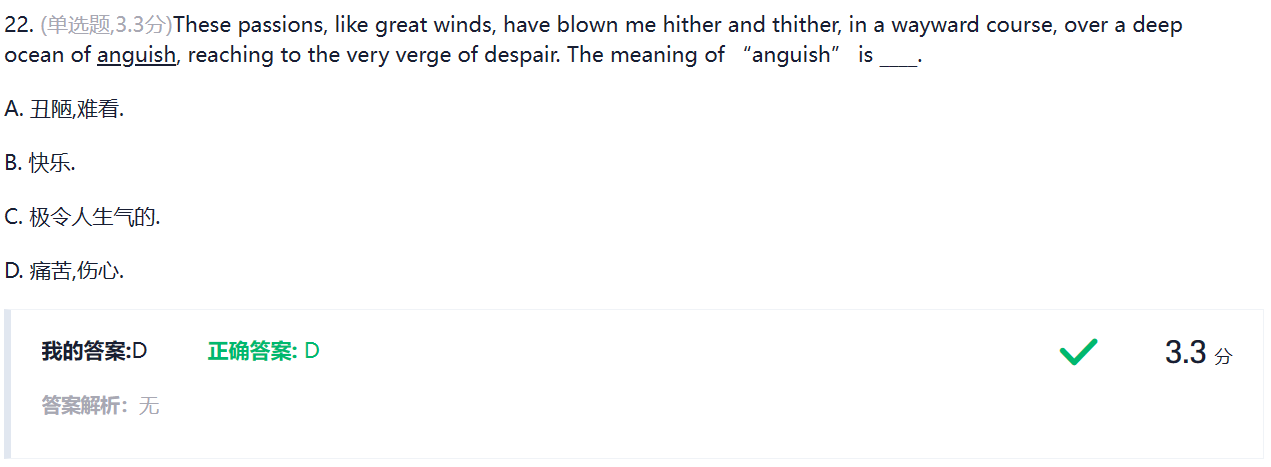 22. (单选题,3.3分)These passions, like great winds, have blown me hither and thither, in a wayward course, over a deep
ocean of anguish, reaching to the very verge of despair. The meaning of “anguish” is ____.
A. 丑陋,难看.
B. 快乐.
C. 极令人生气的.
D. 痛苦,伤心.
我的答案:D 正确答案: D 3.3 分
答案解析：无